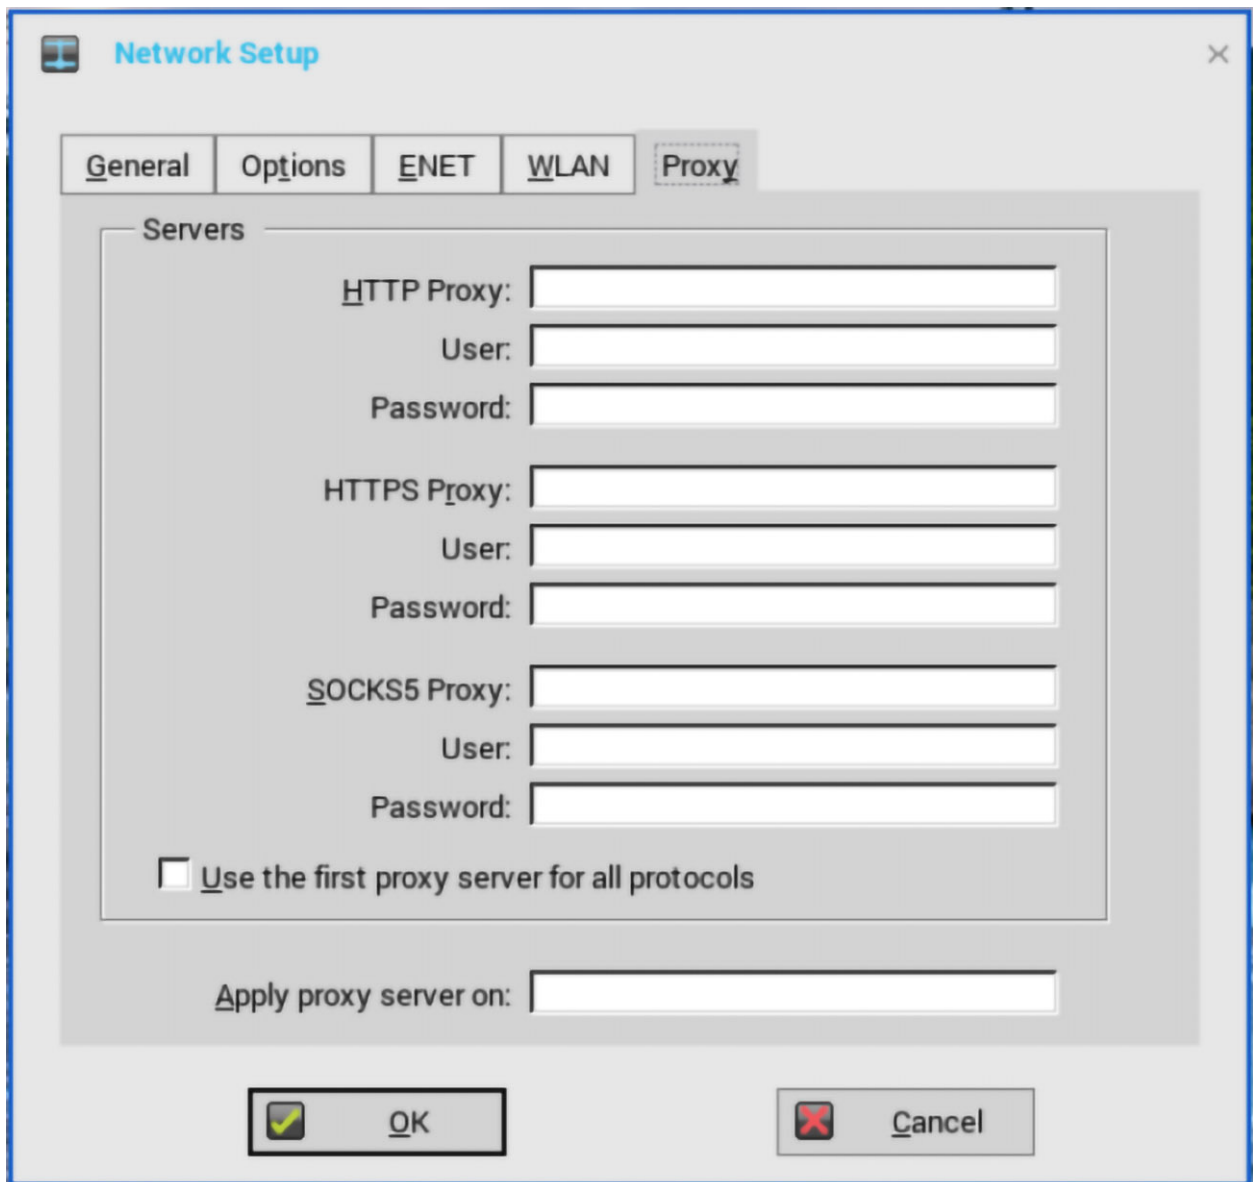 Network Setup
General Options ENET WLAN Proxy
Servers
HTTP Proxy:
User:
Password:
HTTPS Proxy:
User:
Password:
SOCKS5 Proxy:
User:
Password:
Use the first proxy server for all protocols
Apply proxy server on:
OK Cancel